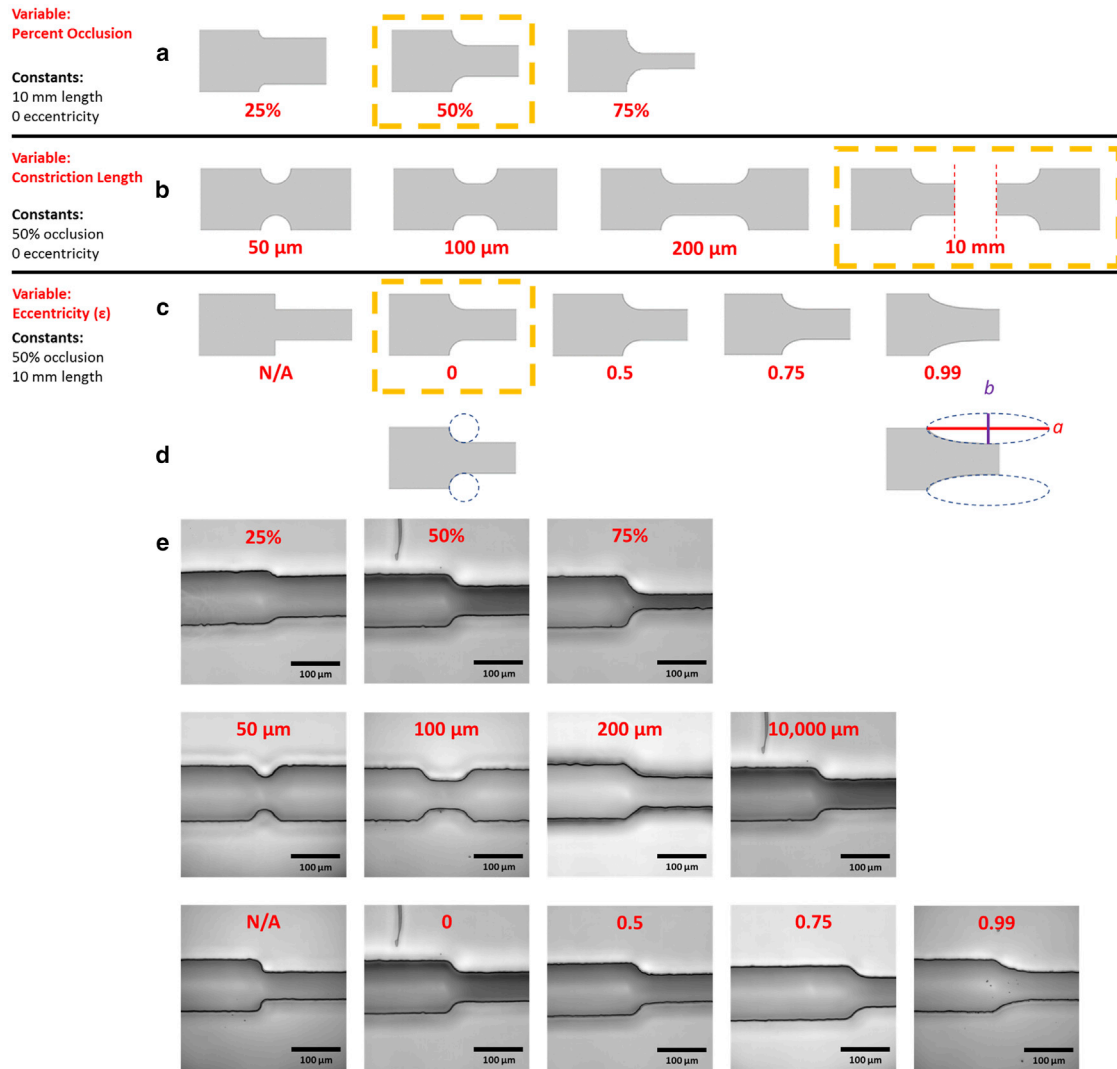 Variable:
Percent Occlusion
Constants:
10 mm length
0 eccentricity
a
25%
50%
75%
Variable:
Constriction Length
Constants:
50% occlusion
0 eccentricity
b
50 µm
100 µm
200 µm
10 mm
Variable:
Eccentricity (ε)
Constants:
50% occlusion
10 mm length
c
N/A
0
0.5
0.75
0.99
d
b
a
e
25%
50%
75%
100 µm
100 µm
100 µm
50 µm
100 µm
200 µm
10,000 µm
100 µm
100 µm
100 µm
100 µm
N/A
0
0.5
0.75
0.99
100 µm
100 µm
100 µm
100 µm
100 µm